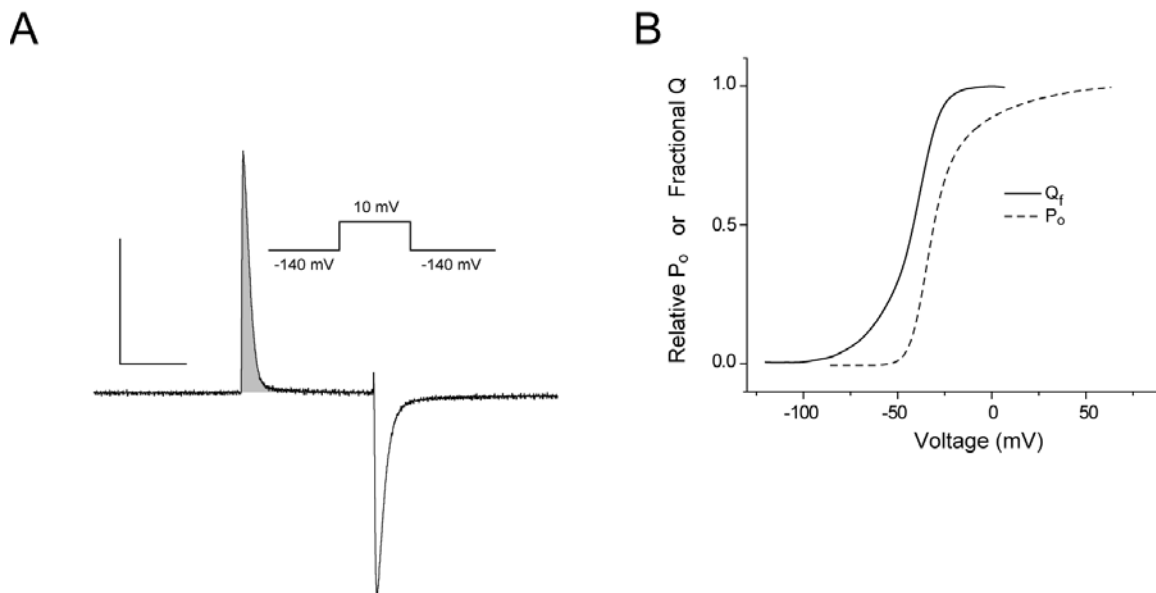 A
10 mV
-140 mV
-140 mV
B
Relative Pₒ or Fractional Q
1.0
0.5
0.0
Q_f
Pₒ
-100
-50
0
50
Voltage (mV)